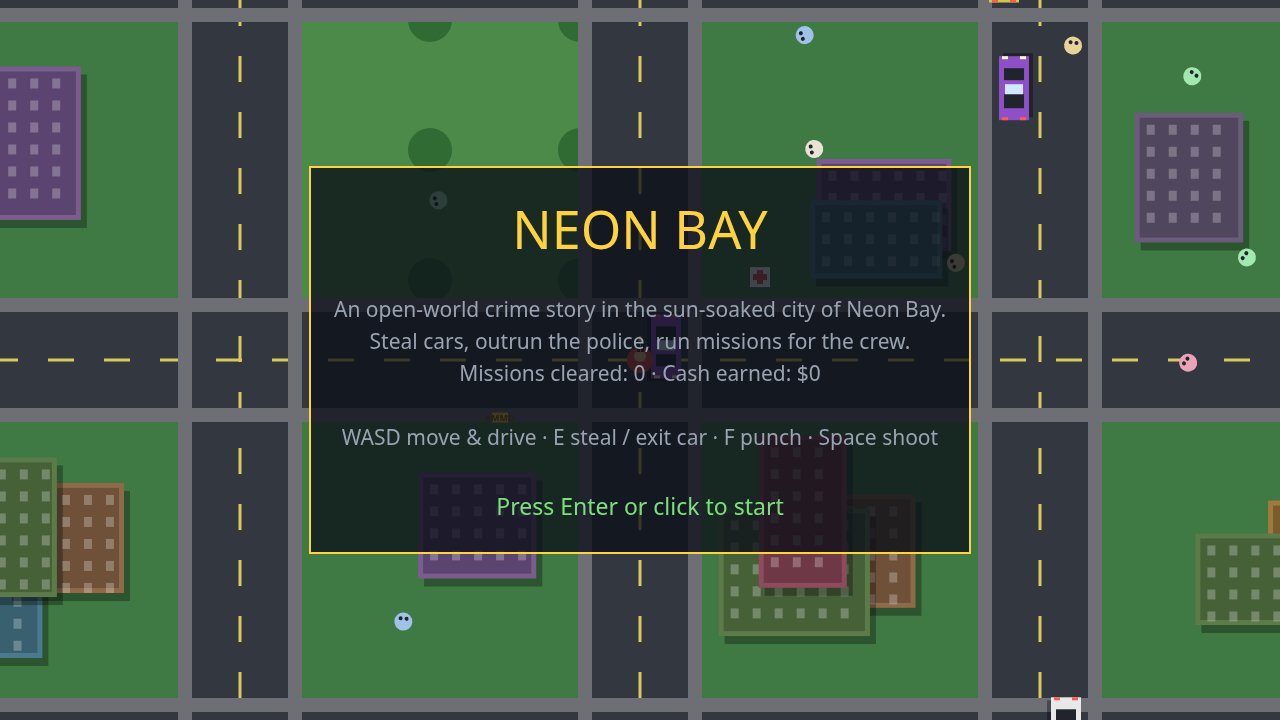 NEON BAY
An open-world crime story in the sun-soaked city of Neon Bay.
Steal cars, outrun the police, run missions for the crew.
Missions cleared: 0 · Cash earned: $0
WASD move & drive · E steal / exit car · F punch · Space shoot
Press Enter or click to start